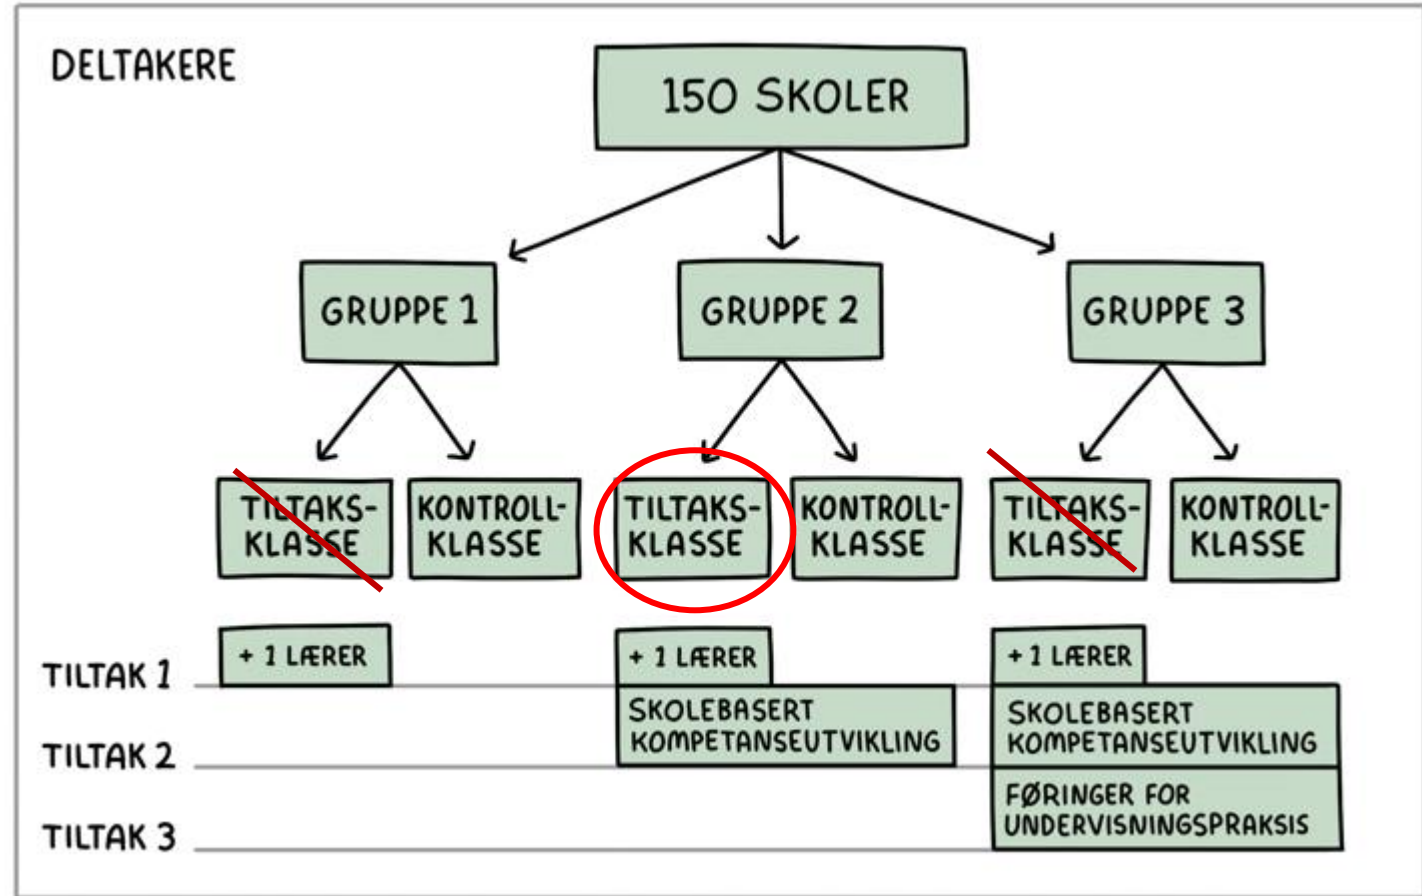 DELTAKERE
150 SKOLER
GRUPPE 1
GRUPPE 2
GRUPPE 3
TILTAKS-
KLASSE
KONTROLL-
KLASSE
TILTAKS-
KLASSE
KONTROLL-
KLASSE
TILTAKS-
KLASSE
KONTROLL-
KLASSE
TILTAK 1
+ 1 LÆRER
+ 1 LÆRER
+ 1 LÆRER
TILTAK 2
SKOLEBASERT
KOMPETANSEUTVIKLING
SKOLEBASERT
KOMPETANSEUTVIKLING
TILTAK 3
FØRINGER FOR
UNDERVISNINGSPRAKSIS